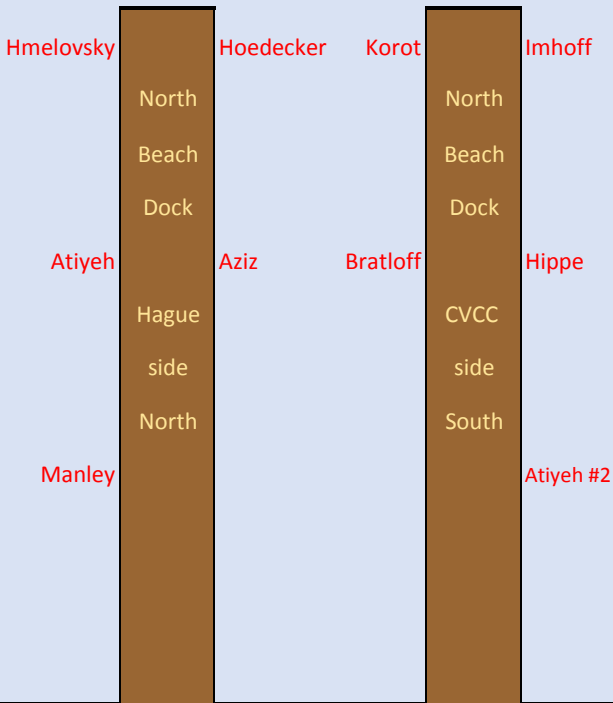 Hmelovsky Hoedecker Korot Imhoff
North North
Beach Beach
Dock Dock
Atiyeh Aziz Bratloff Hippe
Hague CVCC
side side
North South
Manley Atiyeh #2